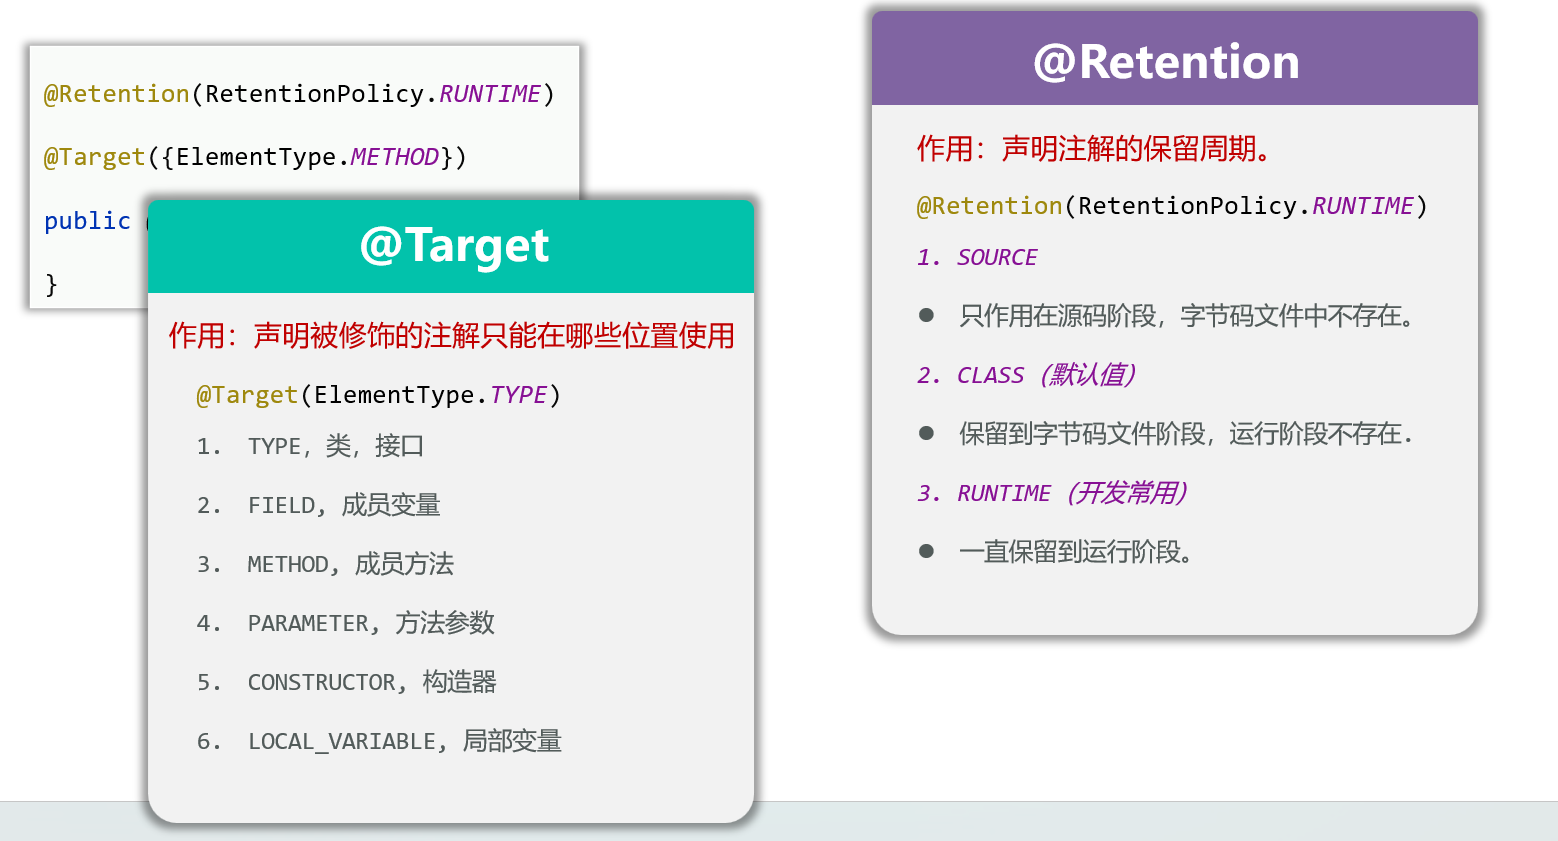 @Retention(RetentionPolicy.RUNTIME)
@Target({ElementType.METHOD})
public
}
@Target
作用：声明被修饰的注解只能在哪些位置使用
@Target(ElementType.TYPE)
1. TYPE，类，接口
2. FIELD, 成员变量
3. METHOD, 成员方法
4. PARAMETER, 方法参数
5. CONSTRUCTOR, 构造器
6. LOCAL_VARIABLE, 局部变量
@Retention
作用：声明注解的保留周期。
@Retention(RetentionPolicy.RUNTIME)
1. SOURCE
● 只作用在源码阶段，字节码文件中不存在。
2. CLASS（默认值）
● 保留到字节码文件阶段，运行阶段不存在.
3. RUNTIME（开发常用）
● 一直保留到运行阶段。